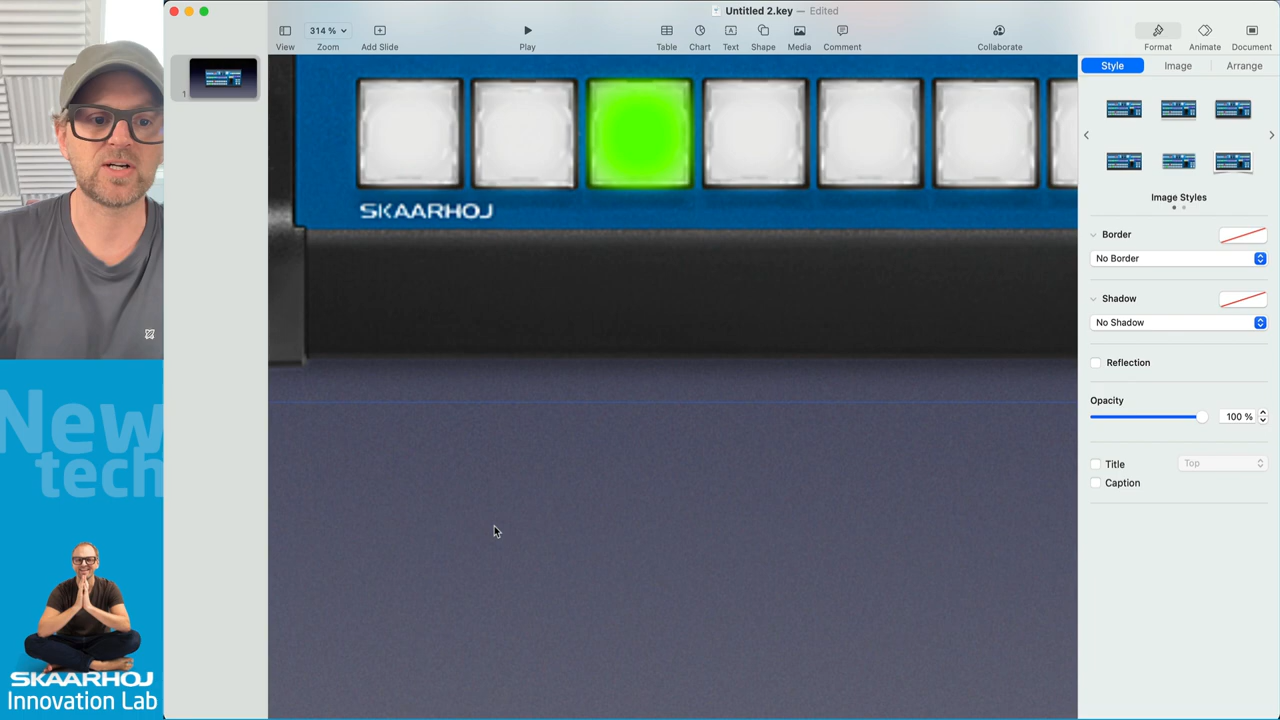 Untitled 2.key — Edited
314 %
View
Zoom
Add Slide
Play
Table
Chart
Text
Shape
Media
Comment
Collaborate
Format
Animate
Document
1
Style
Image
Arrange
Image Styles
Border
No Border
Shadow
No Shadow
Reflection
Opacity
100 %
Title
Top
Caption
SKAARHOJ
New
tech
SKAARHOJ
Innovation Lab